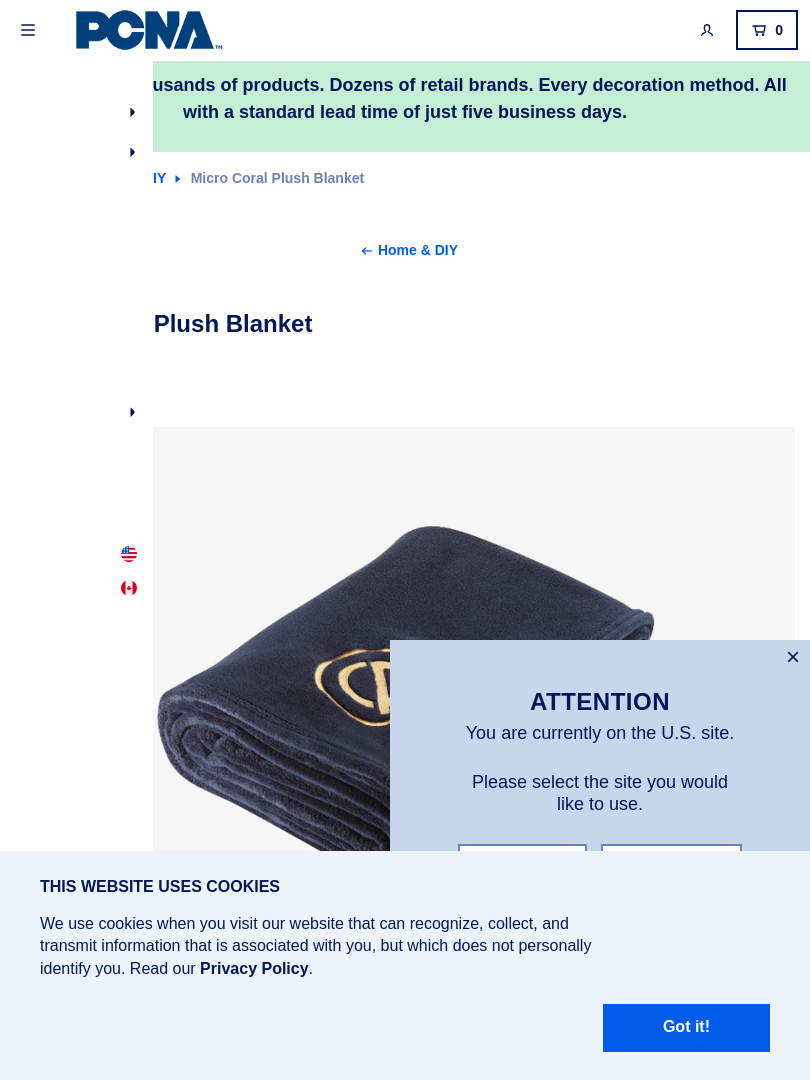 PCNA™
0
usands of products. Dozens of retail brands. Every decoration method. All
with a standard lead time of just five business days.
IY Micro Coral Plush Blanket
Home & DIY
Plush Blanket
×
ATTENTION
You are currently on the U.S. site.
Please select the site you would
like to use.
THIS WEBSITE USES COOKIES
We use cookies when you visit our website that can recognize, collect, and
transmit information that is associated with you, but which does not personally
identify you. Read our Privacy Policy.
Got it!